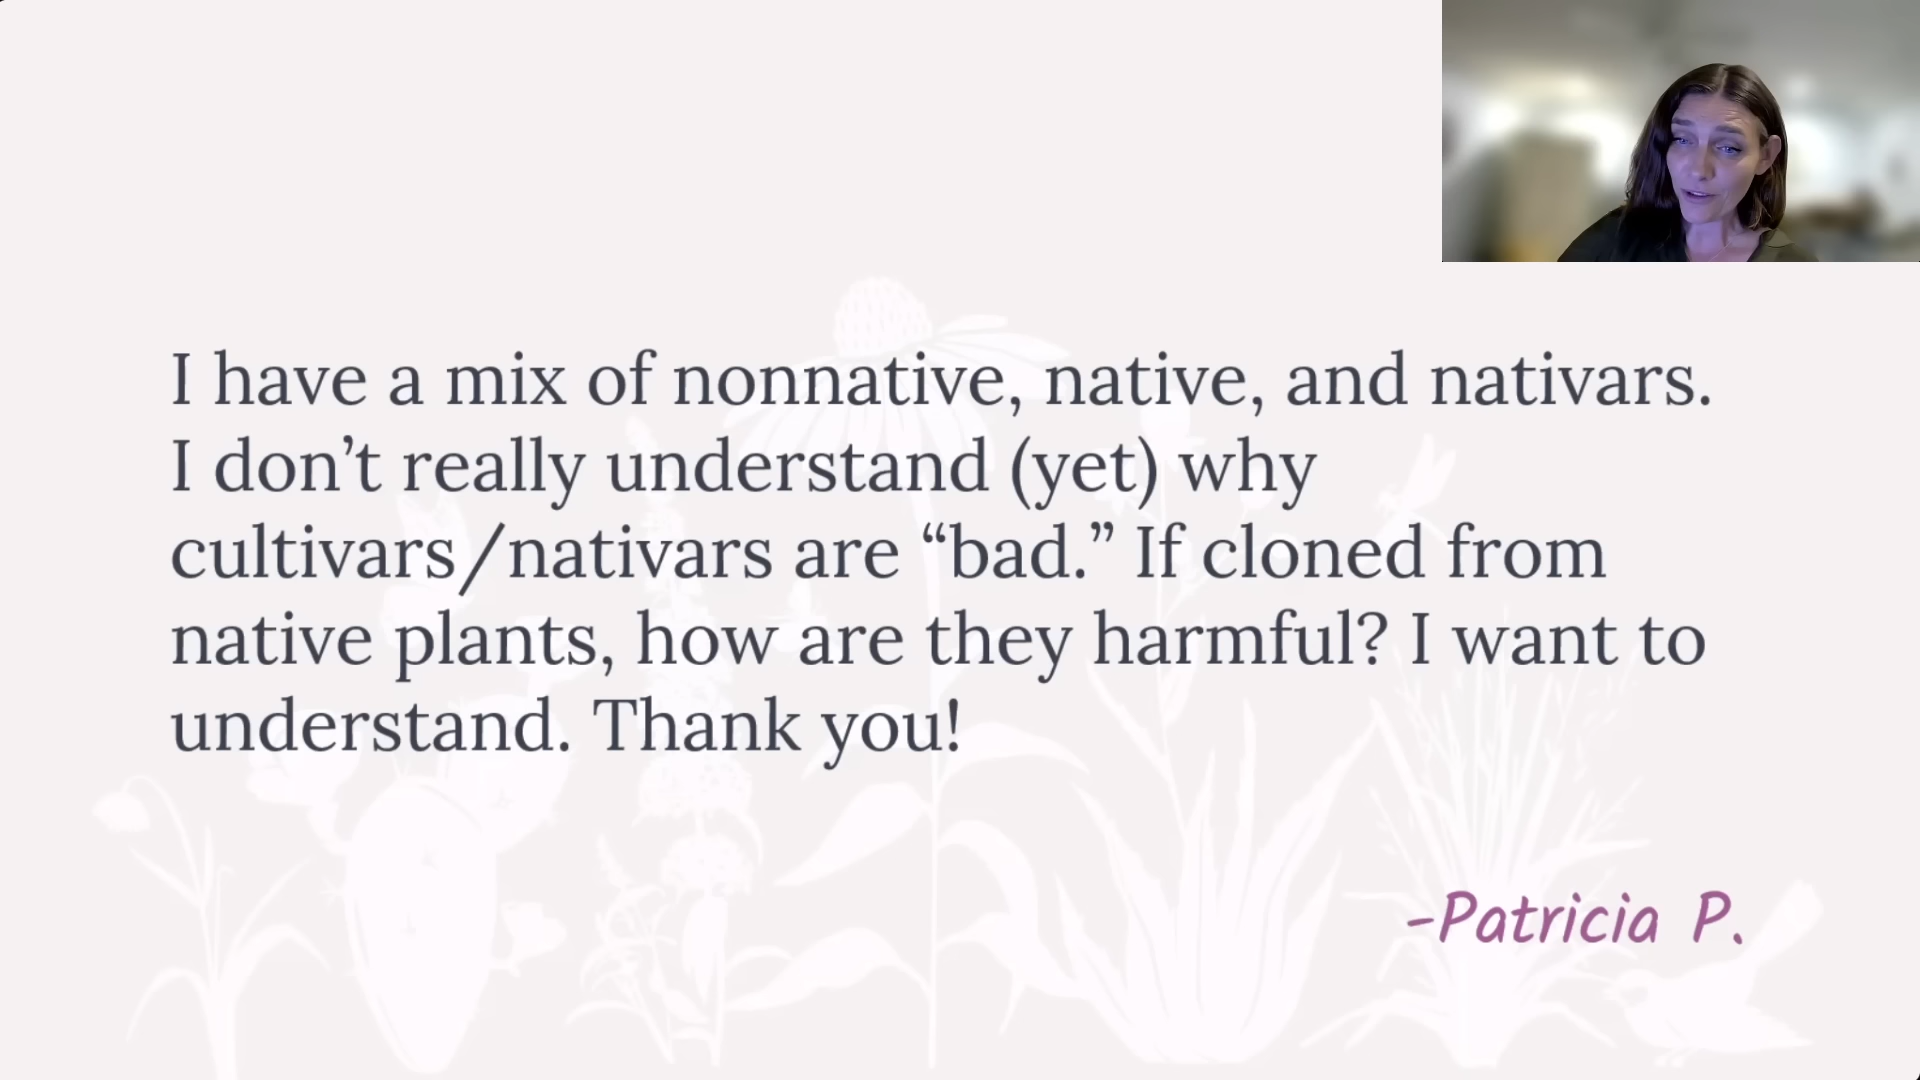 I have a mix of nonnative, native, and nativars.
I don’t really understand (yet) why
cultivars/nativars are “bad.” If cloned from
native plants, how are they harmful? I want to
understand. Thank you!
-Patricia P.